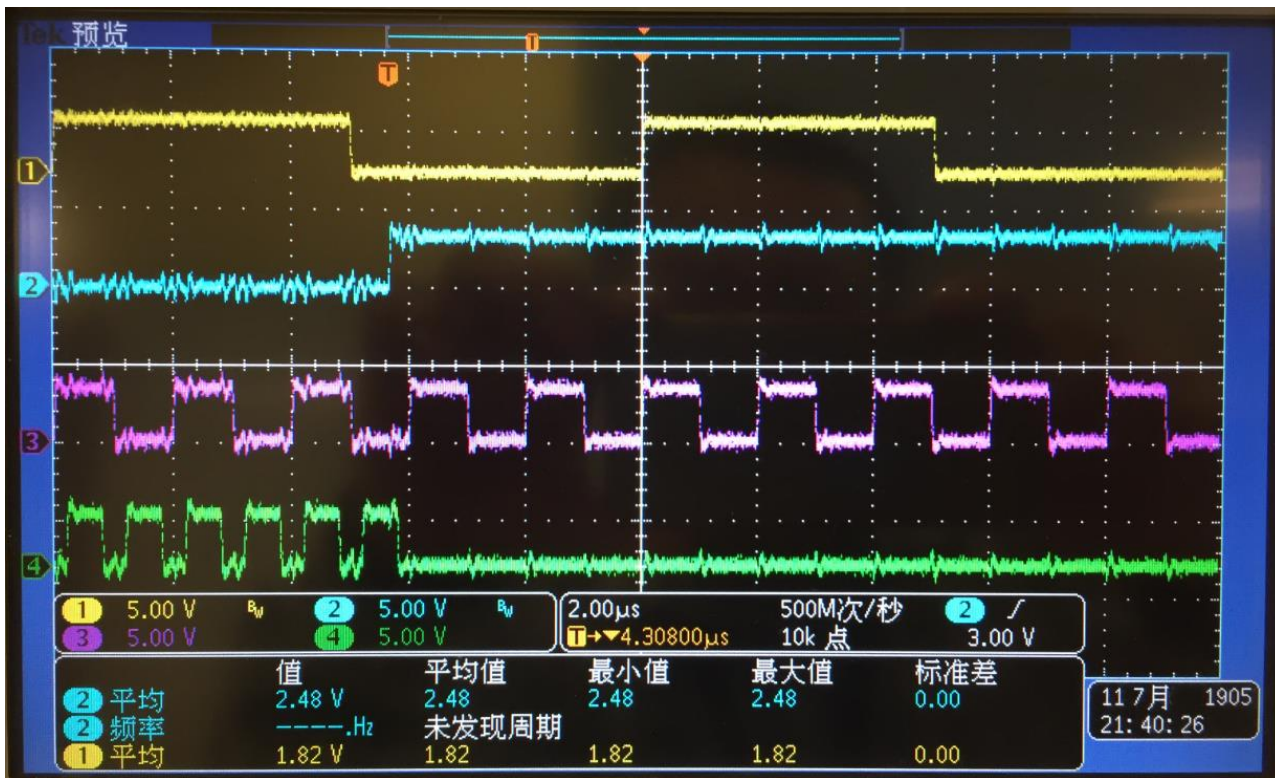 Tek 预览
T
T
1
2
3
4
1 5.00 V BW 2 5.00 V BW
3 5.00 V 4 5.00 V
2.00μs 500M次/秒 2 ∫
T→▼4.30800μs 10k 点 3.00 V
值 平均值 最小值 最大值 标准差
2 平均 2.48 V 2.48 2.48 2.48 0.00
2 频率 ----.Hz 未发现周期
1 平均 1.82 V 1.82 1.82 1.82 0.00
11 7月 1905
21:40:26